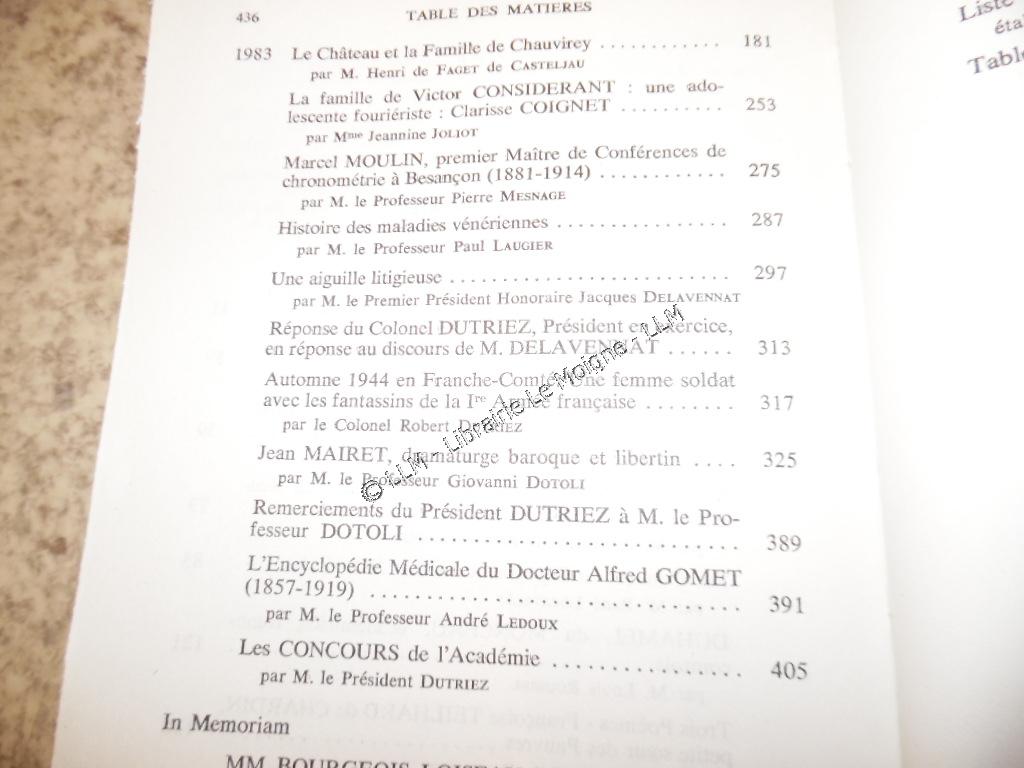 436 TABLE DES MATIERES
1983 Le Château et la Famille de Chauvirey ............ 181
par M. Henri de FAGET de CASTELJAU
La famille de Victor CONSIDERANT : une ado-
lescente fouriériste : Clarisse COIGNET .......... 253
par Mme Jeannine JOLIOT
Marcel MOULIN, premier Maître de Conférences de
chronométrie à Besançon (1881-1914) ............ 275
par M. le Professeur Pierre MESNAGE
Histoire des maladies vénériennes ................ 287
par M. le Professeur Paul LAUGIER
Une aiguille litigieuse .......................... 297
par M. le Premier Président Honoraire Jacques DELAVENNAT
Réponse du Colonel DUTRIEZ, Président en exercice,
en réponse au discours de M. DELAVENNAT ...... 313
Automne 1944 en Franche-Comté. Une femme soldat
avec les fantassins de la Ire Armée française ........ 317
par le Colonel Robert DUTRIEZ
Jean MAIRET, dramaturge baroque et libertin .... 325
par M. le Professeur Giovanni DOTOLI
Remerciements du Président DUTRIEZ à M. le Pro-
fesseur DOTOLI ............................ 389
L'Encyclopédie Médicale du Docteur Alfred GOMET
(1857-1919) ................................ 391
par M. le Professeur André LEDOUX
Les CONCOURS de l'Académie .................. 405
par M. le Président DUTRIEZ
In Memoriam
MM BOURGEOIS
Liste
éta
Table
© LLM - Librairie Le Moigne - LLM